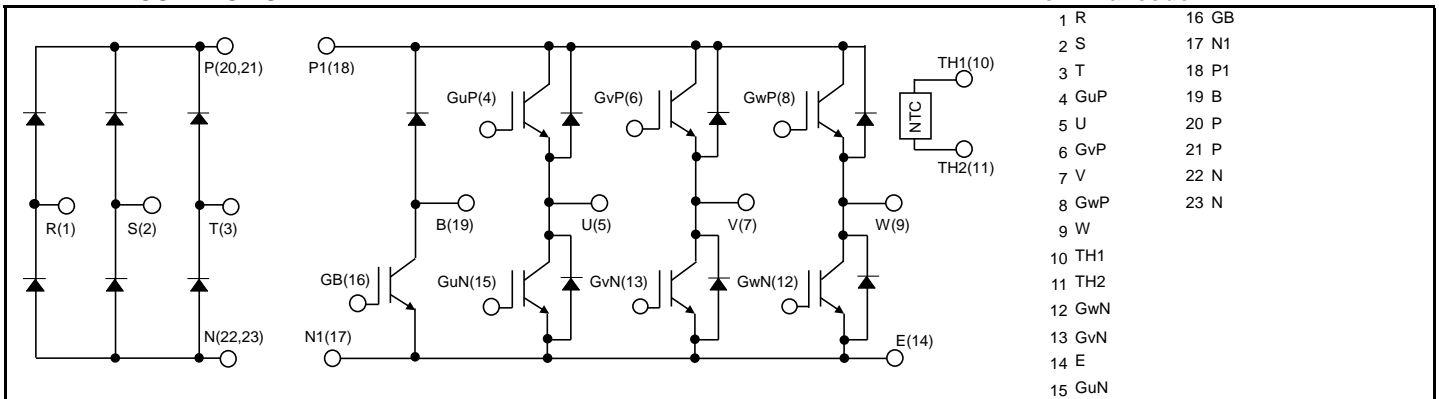 P(20,21)
R(1)
S(2)
T(3)
N(22,23)
P1(18)
GuP(4)
GvP(6)
GwP(8)
TH1(10)
NTC
TH2(11)
B(19)
U(5)
V(7)
W(9)
GB(16)
GuN(15)
GvN(13)
GwN(12)
N1(17)
E(14)
1 R
2 S
3 T
4 GuP
5 U
6 GvP
7 V
8 GwP
9 W
10 TH1
11 TH2
12 GwN
13 GvN
14 E
15 GuN
16 GB
17 N1
18 P1
19 B
20 P
21 P
22 N
23 N